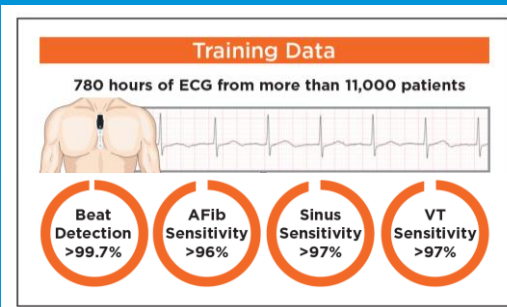 Training Data
780 hours of ECG from more than 11,000 patients
Beat
Detection
>99.7%
AFib
Sensitivity
>96%
Sinus
Sensitivity
>97%
VT
Sensitivity
>97%